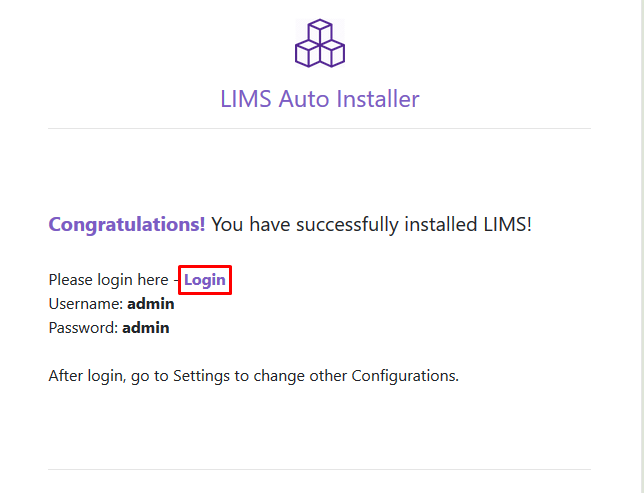 LIMS Auto Installer
Congratulations! You have successfully installed LIMS!
Please login here - Login
Username: admin
Password: admin
After login, go to Settings to change other Configurations.